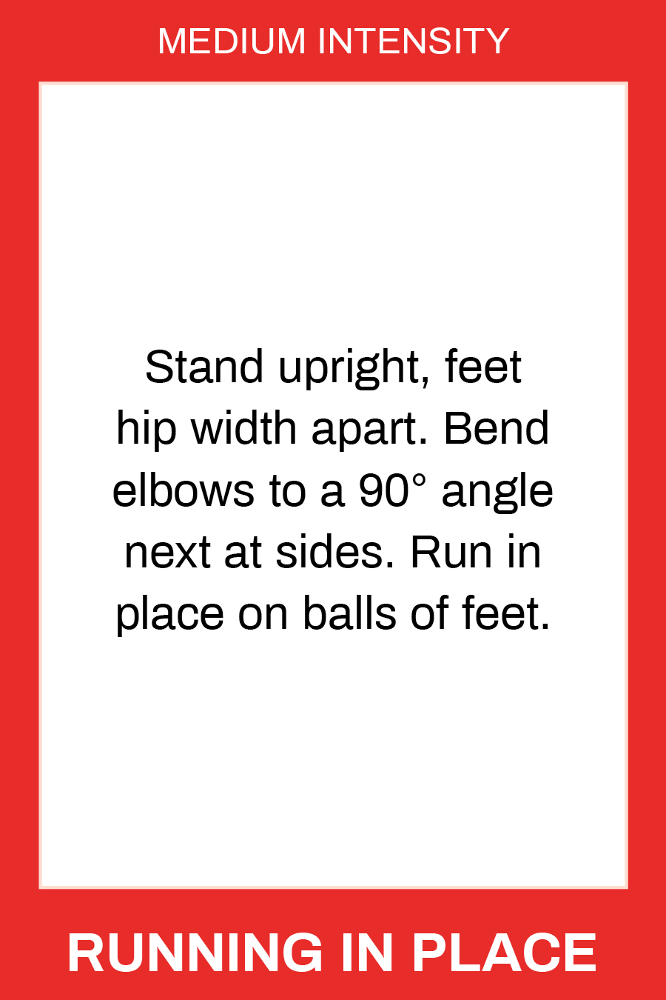 MEDIUM INTENSITY
Stand upright, feet
hip width apart. Bend
elbows to a 90° angle
next at sides. Run in
place on balls of feet.
RUNNING IN PLACE